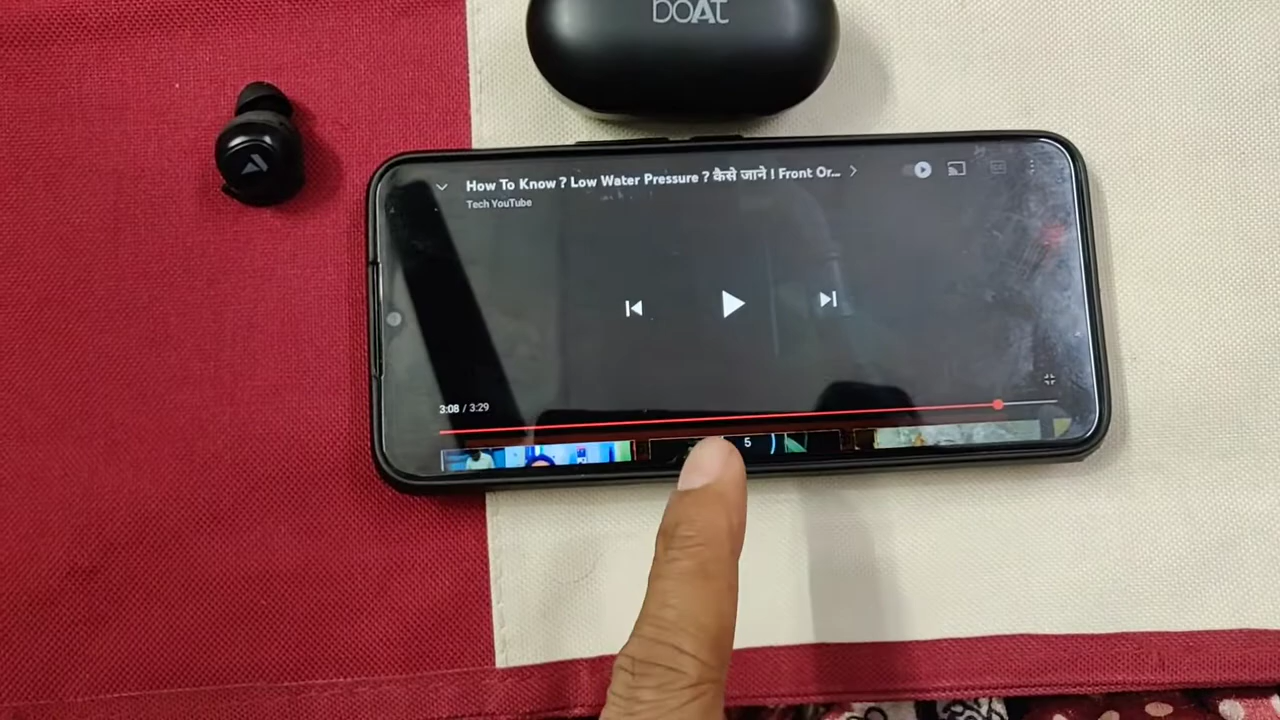 boAt
How To Know ? Low Water Pressure ? कैसे जाने ! Front Or...
Tech YouTube
3:08 / 3:29
5